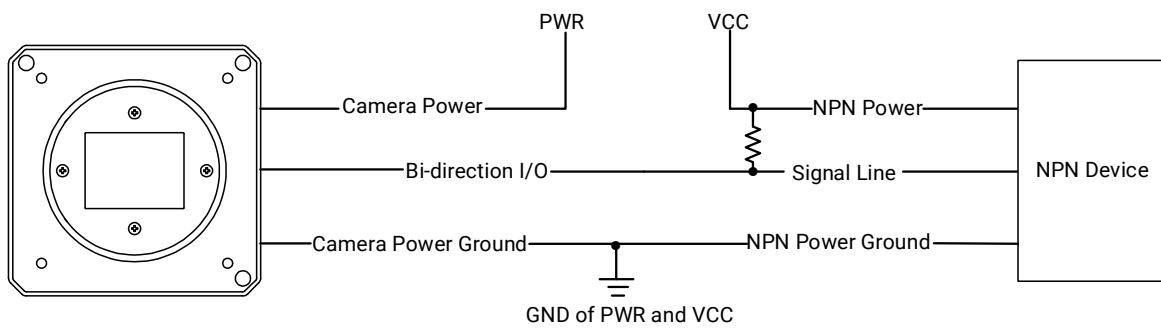 PWR
VCC
Camera Power
NPN Power
Bi-direction I/O
Signal Line
NPN Device
Camera Power Ground
NPN Power Ground
GND of PWR and VCC